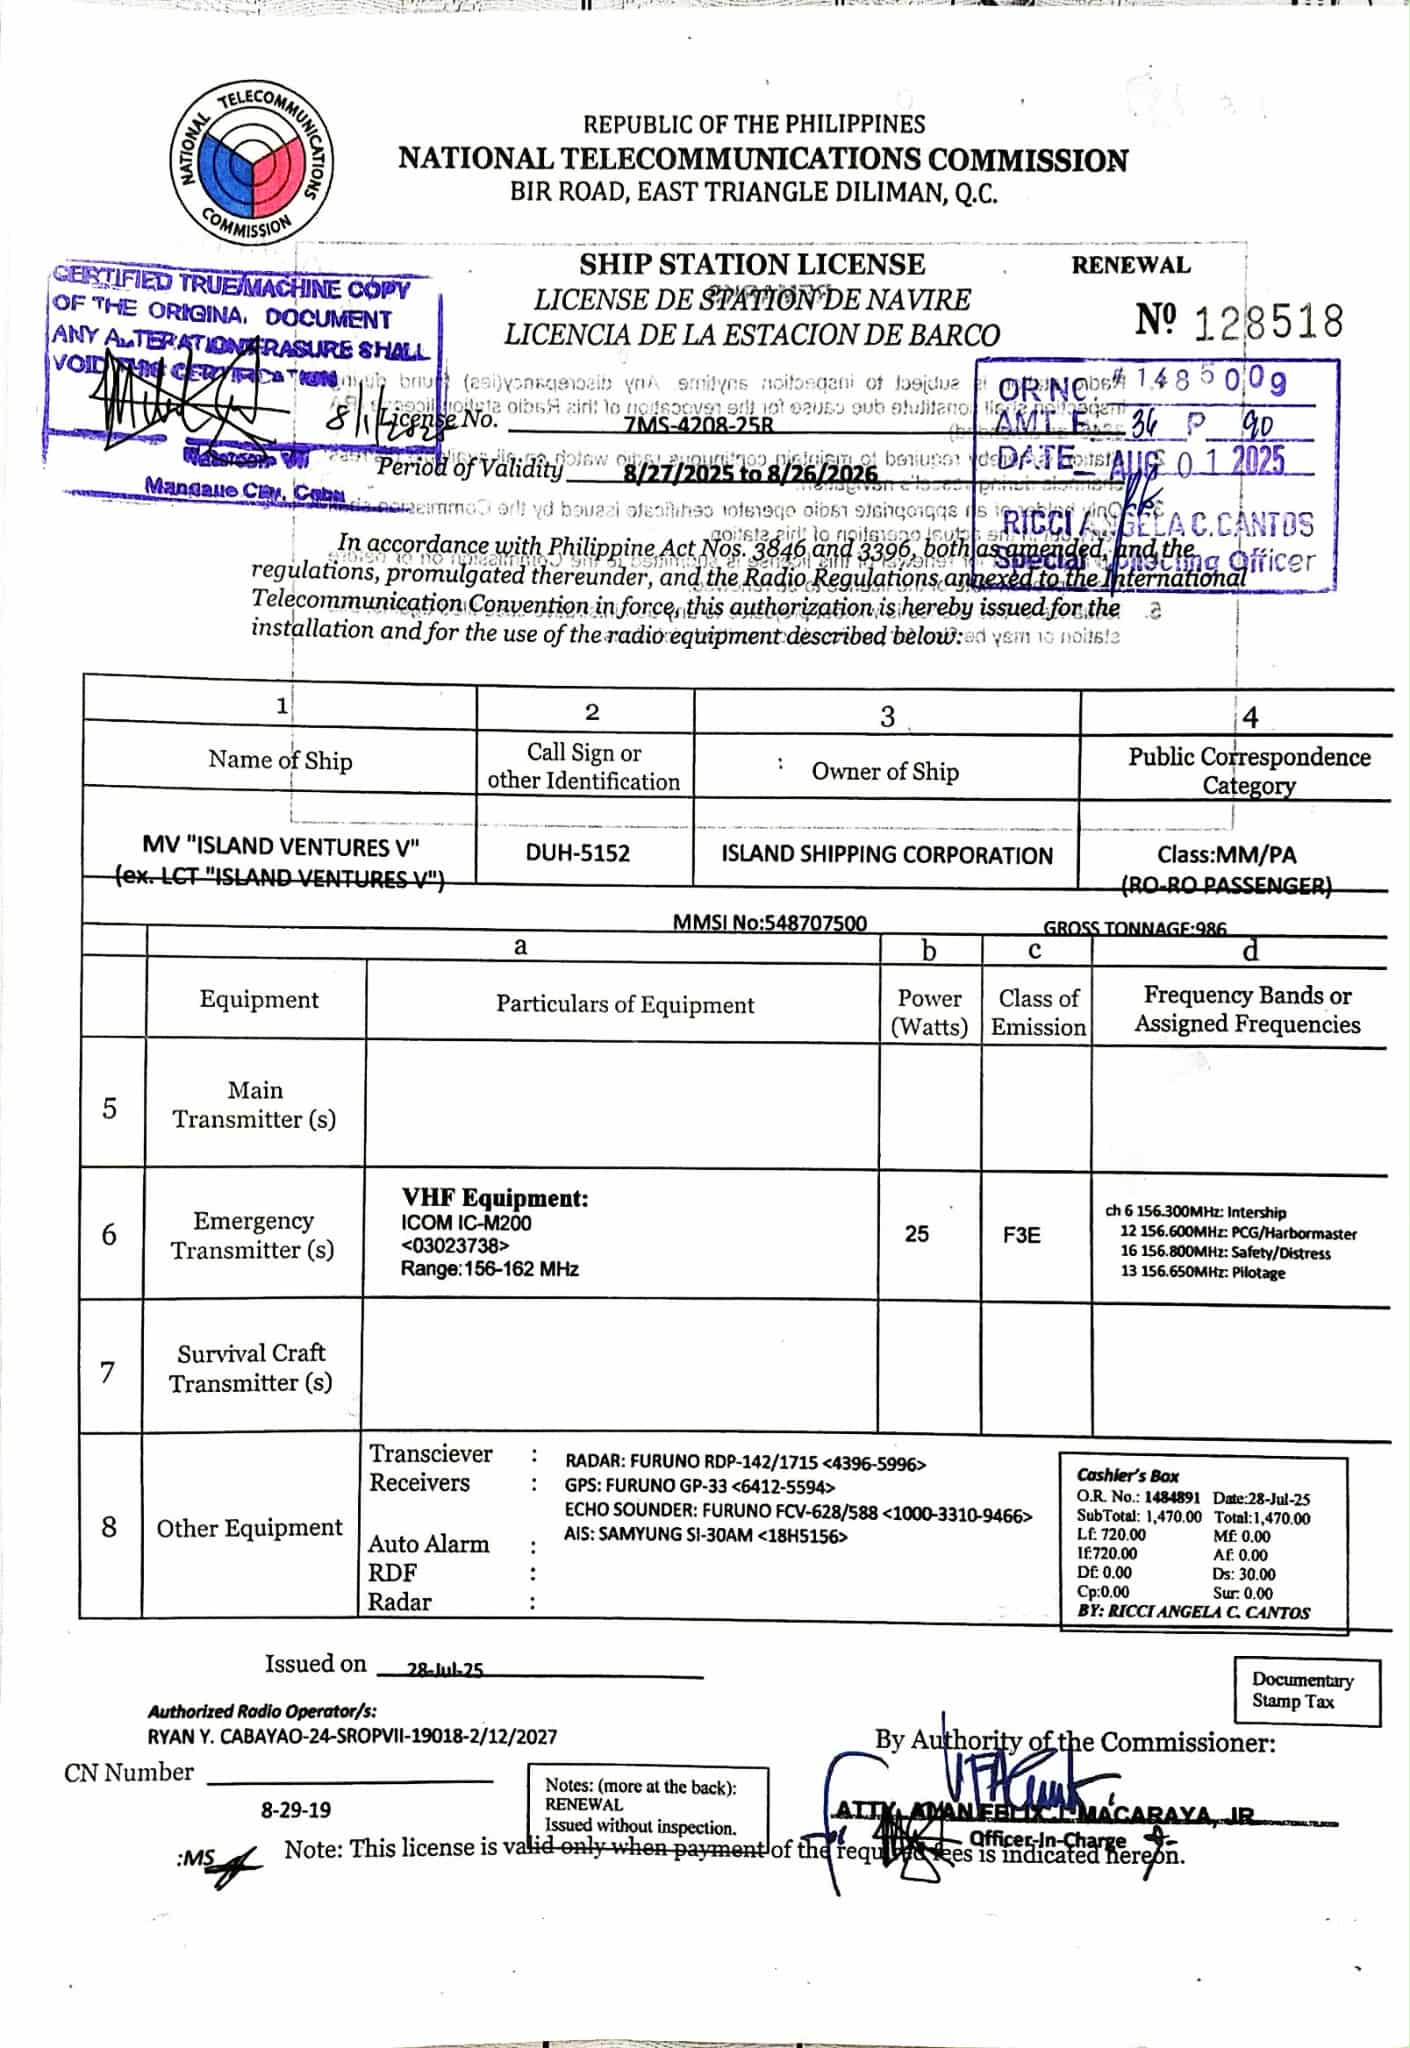 NATIONAL TELECOMMUNICATIONS COMMISSION
REPUBLIC OF THE PHILIPPINES
NATIONAL TELECOMMUNICATIONS COMMISSION
BIR ROAD, EAST TRIANGLE DILIMAN, Q.C.
SHIP STATION LICENSE
RENEWAL
LICENSE DE STATION DE NAVIRE
LICENCIA DE LA ESTACION DE BARCO
Nº 128518
CERTIFIED TRUE/MACHINE COPY
OF THE ORIGINA. DOCUMENT
ANY ALTERATION/ERASURE SHALL
VOID THIS CERTIFICATION
8/1/2025
Mandaue City, Cebu
OR NO. # 1485009
AMT. P 34 P 90
DATE AUG 01 2025
RICCI ANGELA C. CANTOS
Special Collecting Officer
License No. 7MS-4208-25R
Period of Validity 8/27/2025 to 8/26/2026
In accordance with Philippine Act Nos. 3846 and 3396, both as amended, and the
regulations, promulgated thereunder, and the Radio Regulations annexed to the International
Telecommunication Convention in force, this authorization is hereby issued for the
installation and for the use of the radio equipment described below:
1 2 3 4
Name of Ship
Call Sign or other Identification
: Owner of Ship
Public Correspondence Category
MV "ISLAND VENTURES V"
(ex. LCT "ISLAND VENTURES V")
DUH-5152
ISLAND SHIPPING CORPORATION
Class:MM/PA
(RO-RO PASSENGER)
MMSI No:548707500
GROSS TONNAGE:986
a b c d
Equipment
Particulars of Equipment
Power (Watts)
Class of Emission
Frequency Bands or Assigned Frequencies
5 Main Transmitter (s)
6 Emergency Transmitter (s)
VHF Equipment:
ICOM IC-M200
<03023738>
Range:156-162 MHz
25
F3E
ch 6 156.300MHz: Intership
12 156.600MHz: PCG/Harbormaster
16 156.800MHz: Safety/Distress
13 156.650MHz: Pilotage
7 Survival Craft Transmitter (s)
8 Other Equipment
Transciever : RADAR: FURUNO RDP-142/1715 <4396-5996>
Receivers : GPS: FURUNO GP-33 <6412-5594>
ECHO SOUNDER: FURUNO FCV-628/588 <1000-3310-9466>
Auto Alarm : AIS: SAMYUNG SI-30AM <18H5156>
RDF :
Radar :
Cashier's Box
O.R. No.: 1484891 Date:28-Jul-25
SubTotal: 1,470.00 Total:1,470.00
Lf: 720.00 Mf: 0.00
If:720.00 Af: 0.00
Df: 0.00 Ds: 30.00
Cp:0.00 Sur: 0.00
BY: RICCI ANGELA C. CANTOS
Issued on 28-Jul-25
Documentary
Stamp Tax
Authorized Radio Operator/s:
RYAN Y. CABAYAO-24-SROPVII-19018-2/12/2027
By Authority of the Commissioner:
CN Number
8-29-19
Notes: (more at the back):
RENEWAL
Issued without inspection.
ATTY. ALAN FELIX I. MACARAYA, JR
Officer-In-Charge
:MS
Note: This license is valid only when payment of the required fees is indicated hereon.